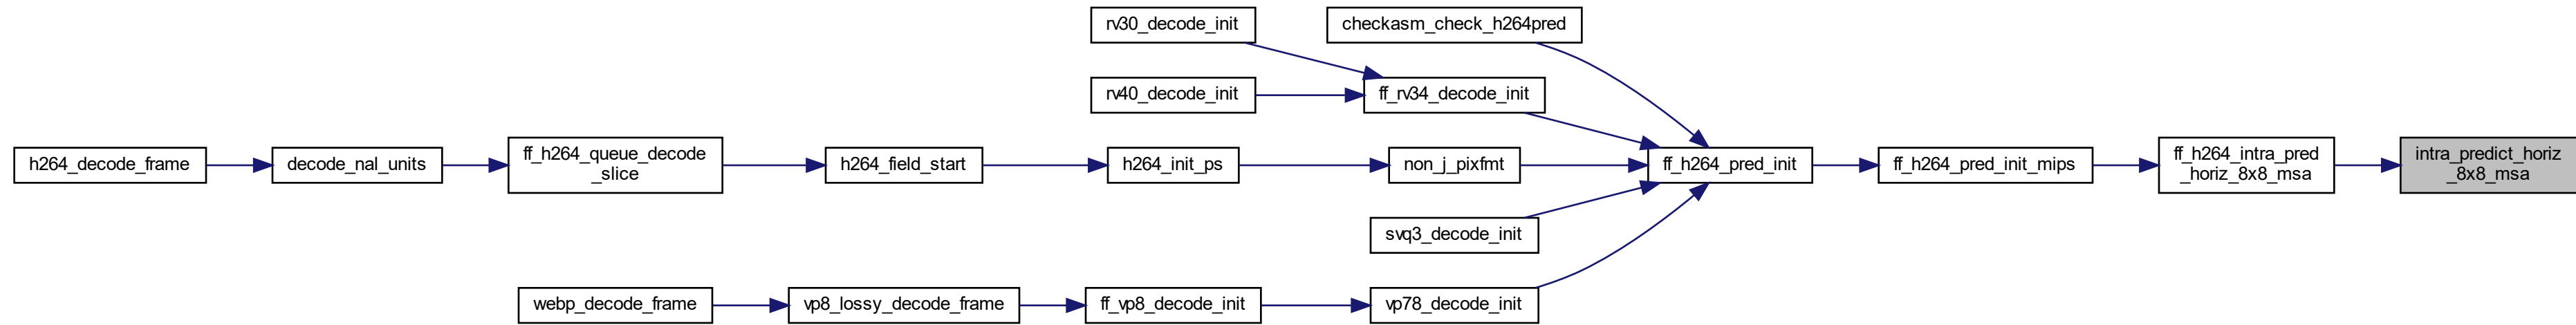 rv30_decode_init
checkasm_check_h264pred
rv40_decode_init
ff_rv34_decode_init
h264_decode_frame
decode_nal_units
ff_h264_queue_decode
_slice
h264_field_start
h264_init_ps
non_j_pixfmt
ff_h264_pred_init
ff_h264_pred_init_mips
ff_h264_intra_pred
_horiz_8x8_msa
intra_predict_horiz
_8x8_msa
svq3_decode_init
webp_decode_frame
vp8_lossy_decode_frame
ff_vp8_decode_init
vp78_decode_init